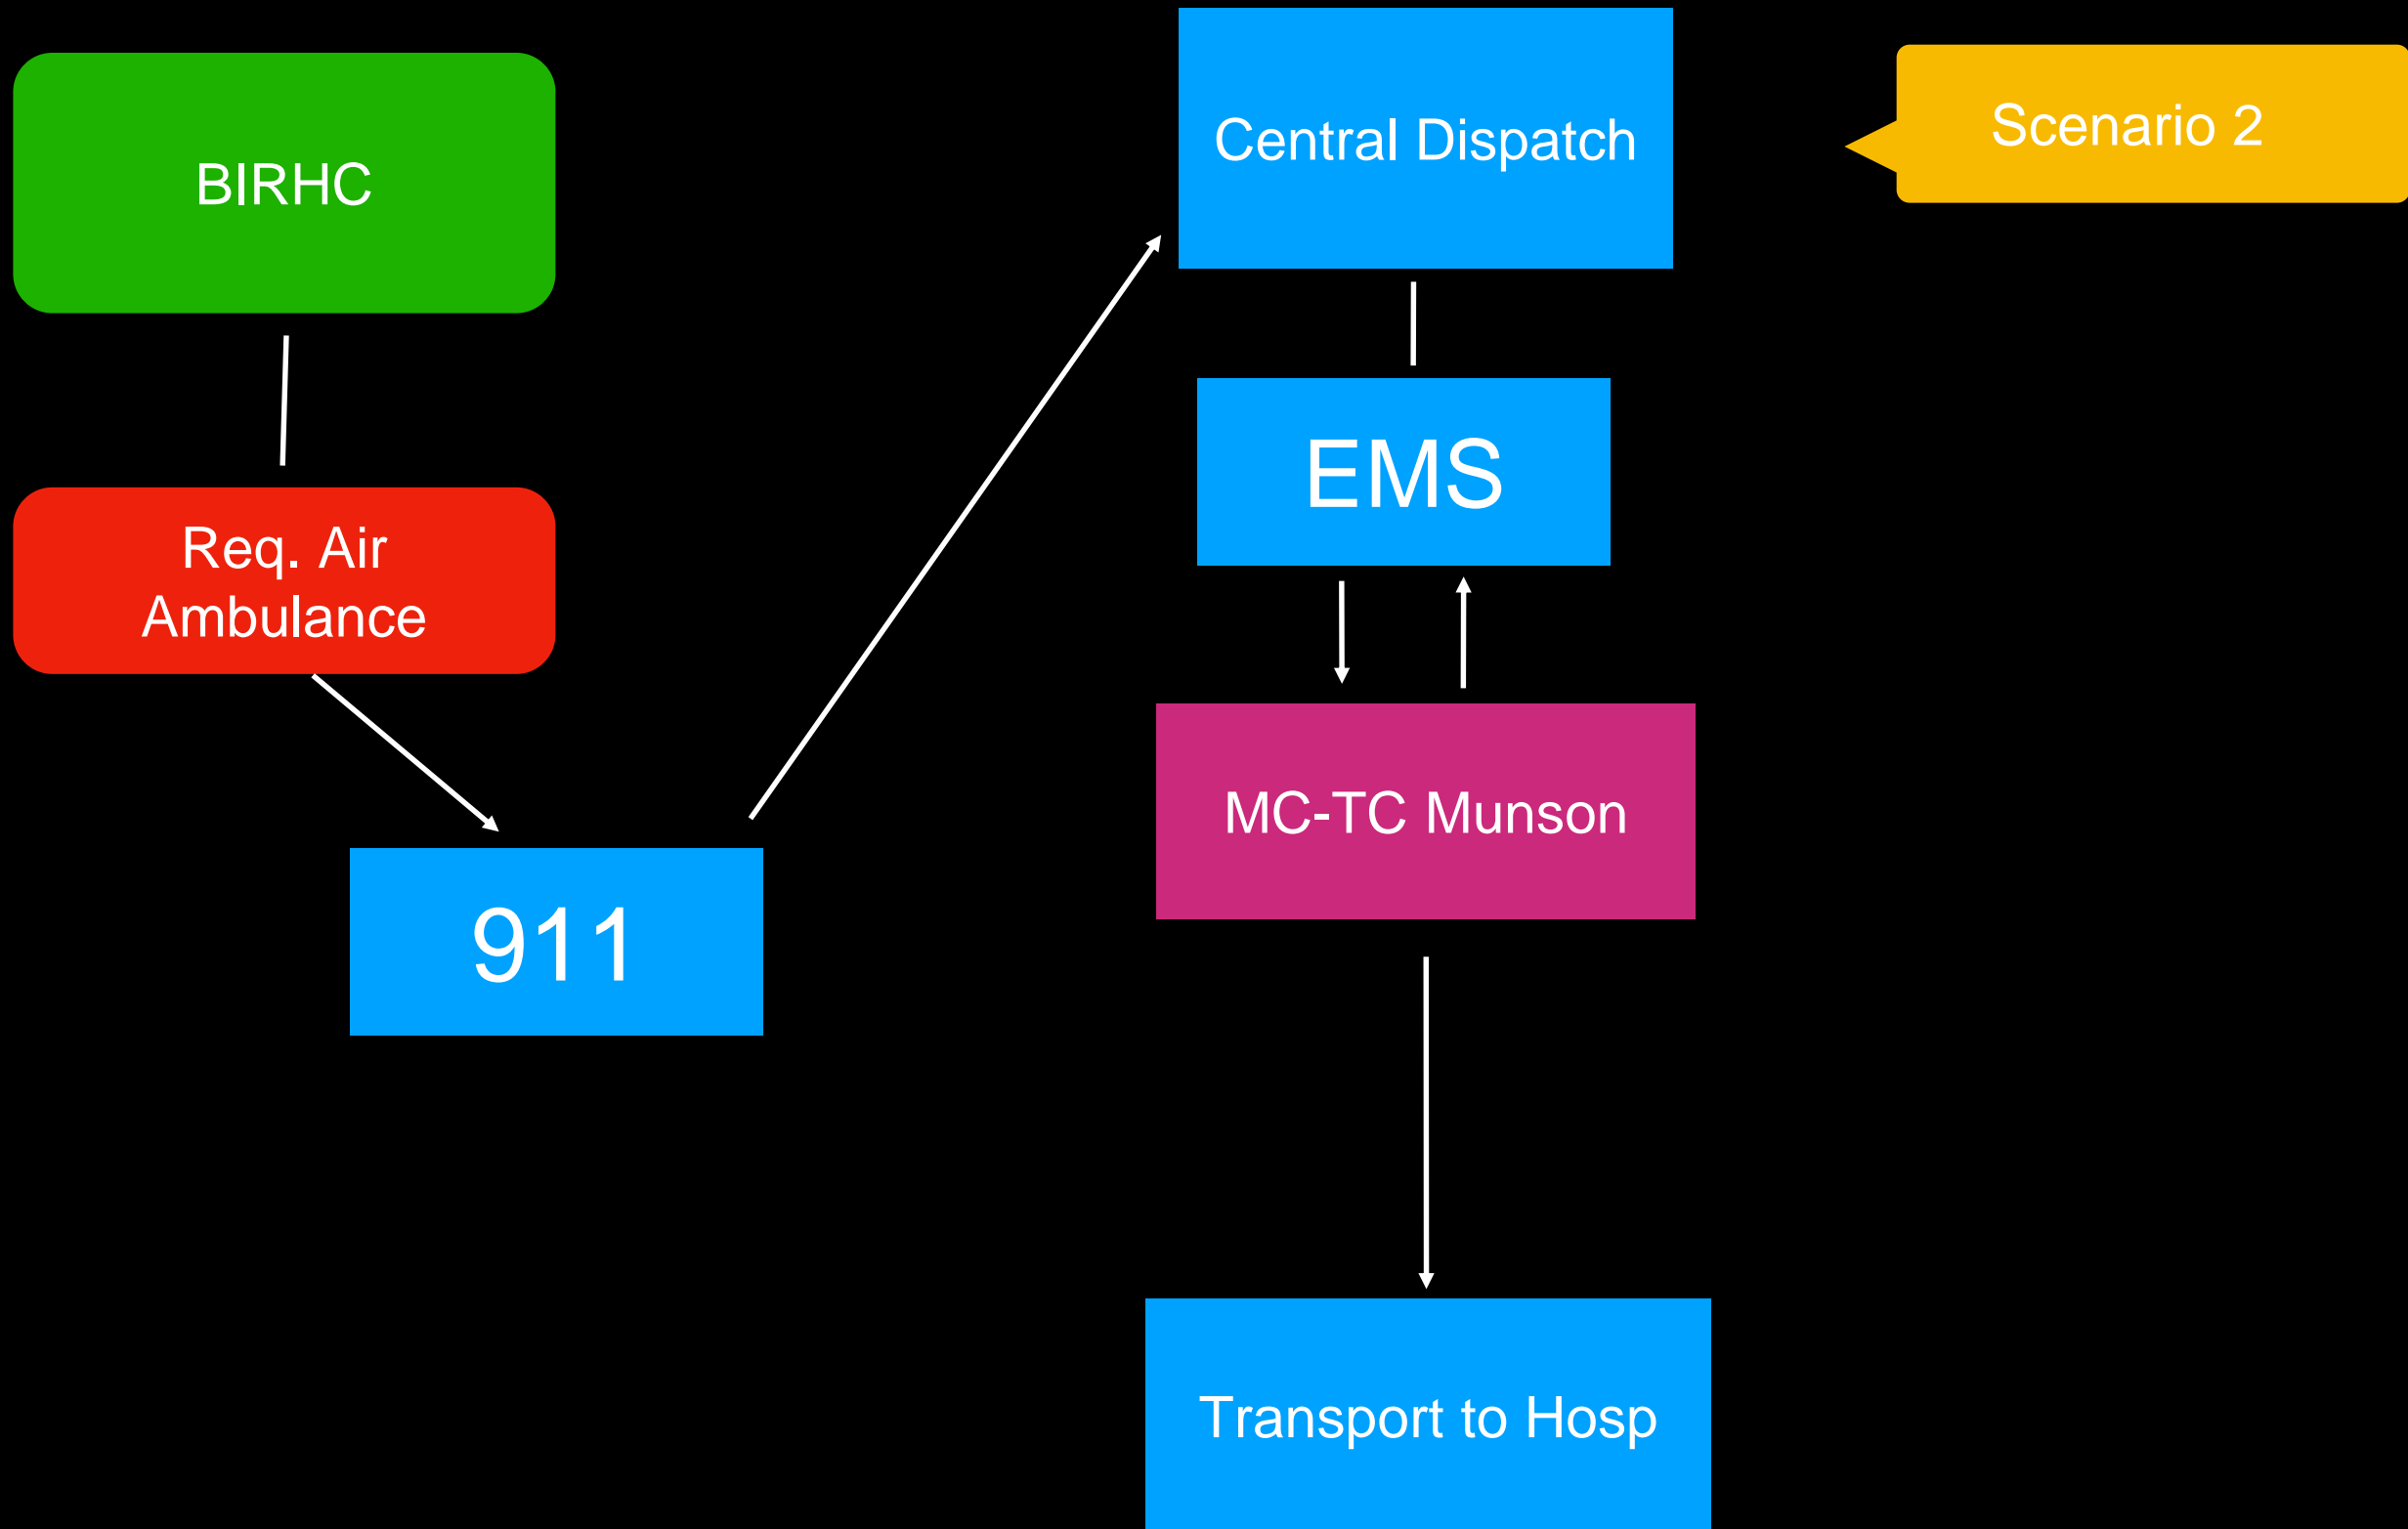 BIRHC
Req. Air
Ambulance
911
Central Dispatch
EMS
MC-TC Munson
Transport to Hosp
Scenario 2